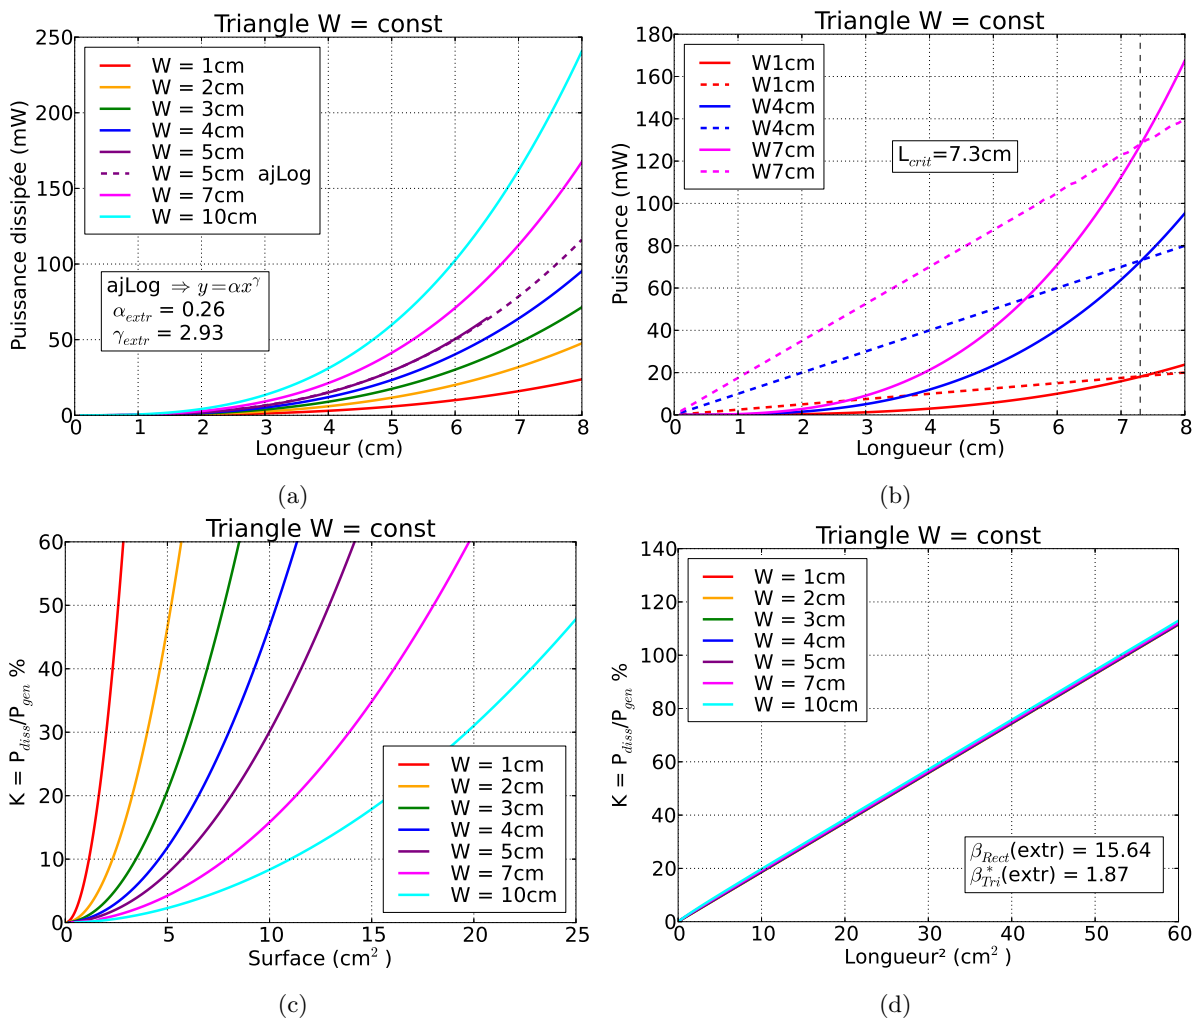 Triangle W = const
250
200
150
100
50
0
0 1 2 3 4 5 6 7 8
Puissance dissipée (mW)
Longueur (cm)
W = 1cm
W = 2cm
W = 3cm
W = 4cm
W = 5cm
W = 5cm ajLog
W = 7cm
W = 10cm
ajLog ⇒ y=αx^γ
α_extr = 0.26
γ_extr = 2.93
(a)
Triangle W = const
180
160
140
120
100
80
60
40
20
0
0 1 2 3 4 5 6 7 8
Puissance (mW)
Longueur (cm)
W1cm
W1cm
W4cm
W4cm
W7cm
W7cm
L_crit=7.3cm
(b)
Triangle W = const
60
50
40
30
20
10
0
0 5 10 15 20 25
K = P_diss/P_gen %
Surface (cm²)
W = 1cm
W = 2cm
W = 3cm
W = 4cm
W = 5cm
W = 7cm
W = 10cm
(c)
Triangle W = const
140
120
100
80
60
40
20
0
0 10 20 30 40 50 60
K = P_diss/P_gen %
Longueur² (cm²)
W = 1cm
W = 2cm
W = 3cm
W = 4cm
W = 5cm
W = 7cm
W = 10cm
β_Rect(extr) = 15.64
β*_Tri(extr) = 1.87
(d)